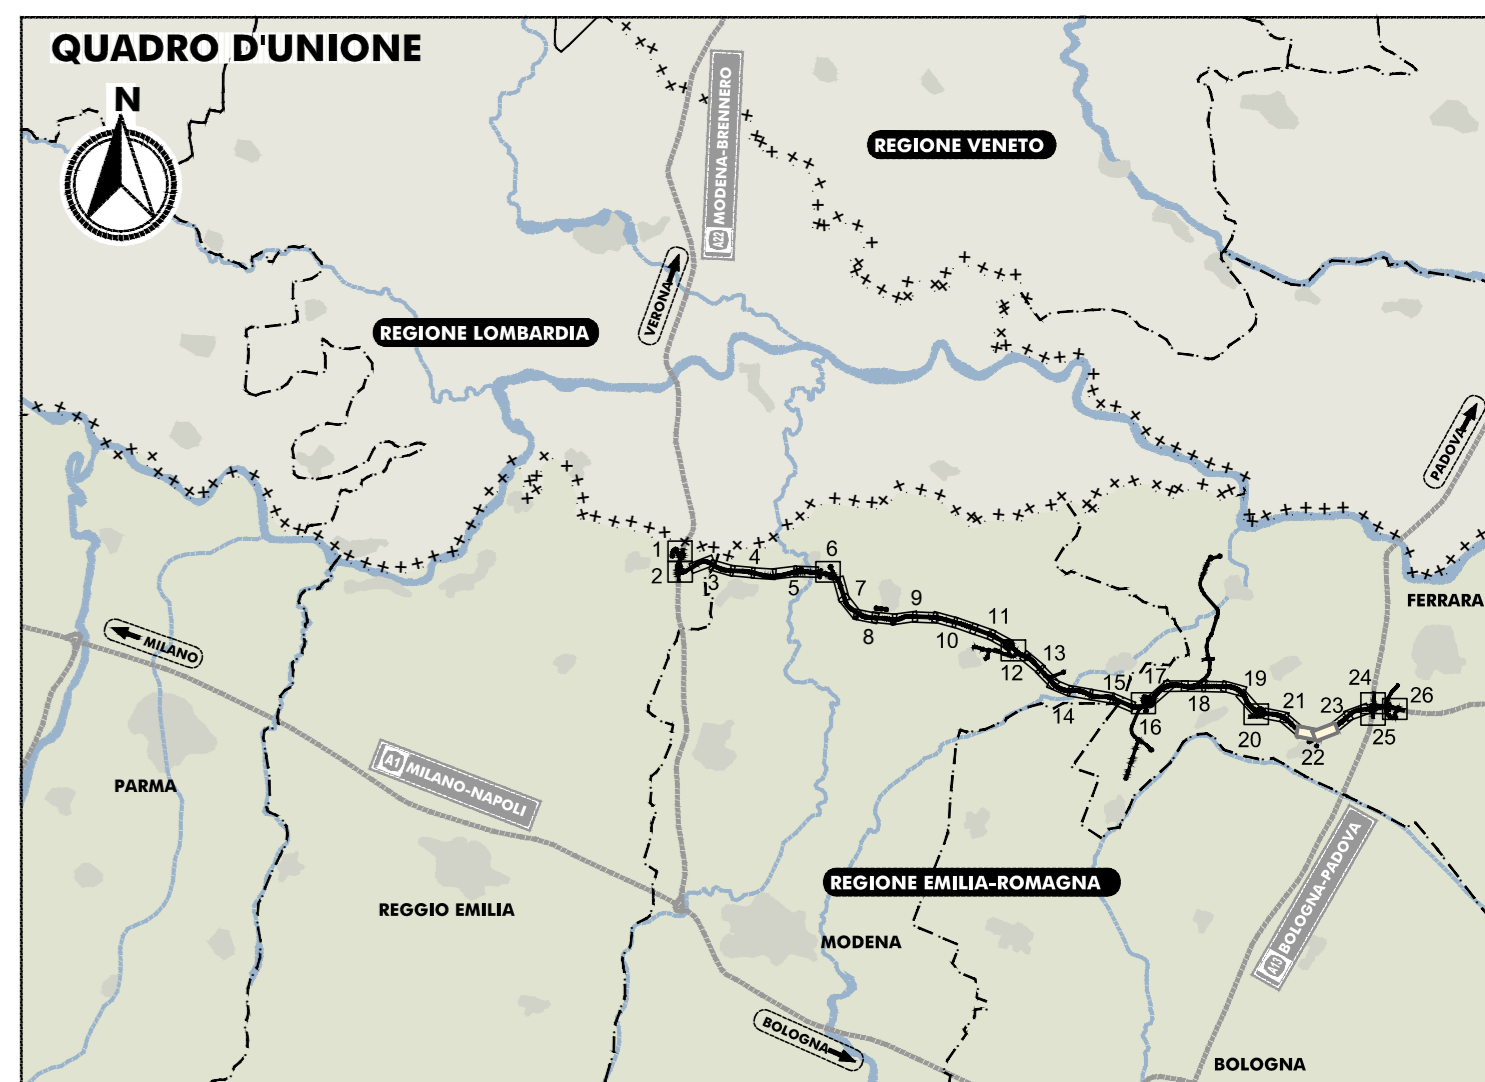 QUADRO D'UNIONE
N
A22 MODENA-BRENNERO
REGIONE VENETO
VERONA
REGIONE LOMBARDIA
PADOVA
1
2
3
4
5
6
7
8
9
10
11
12
13
14
15
16
17
18
19
20
21
22
23
24
25
26
FERRARA
MILANO
PARMA
A1 MILANO-NAPOLI
REGIONE EMILIA-ROMAGNA
REGGIO EMILIA
MODENA
A13 BOLOGNA-PADOVA
BOLOGNA
BOLOGNA